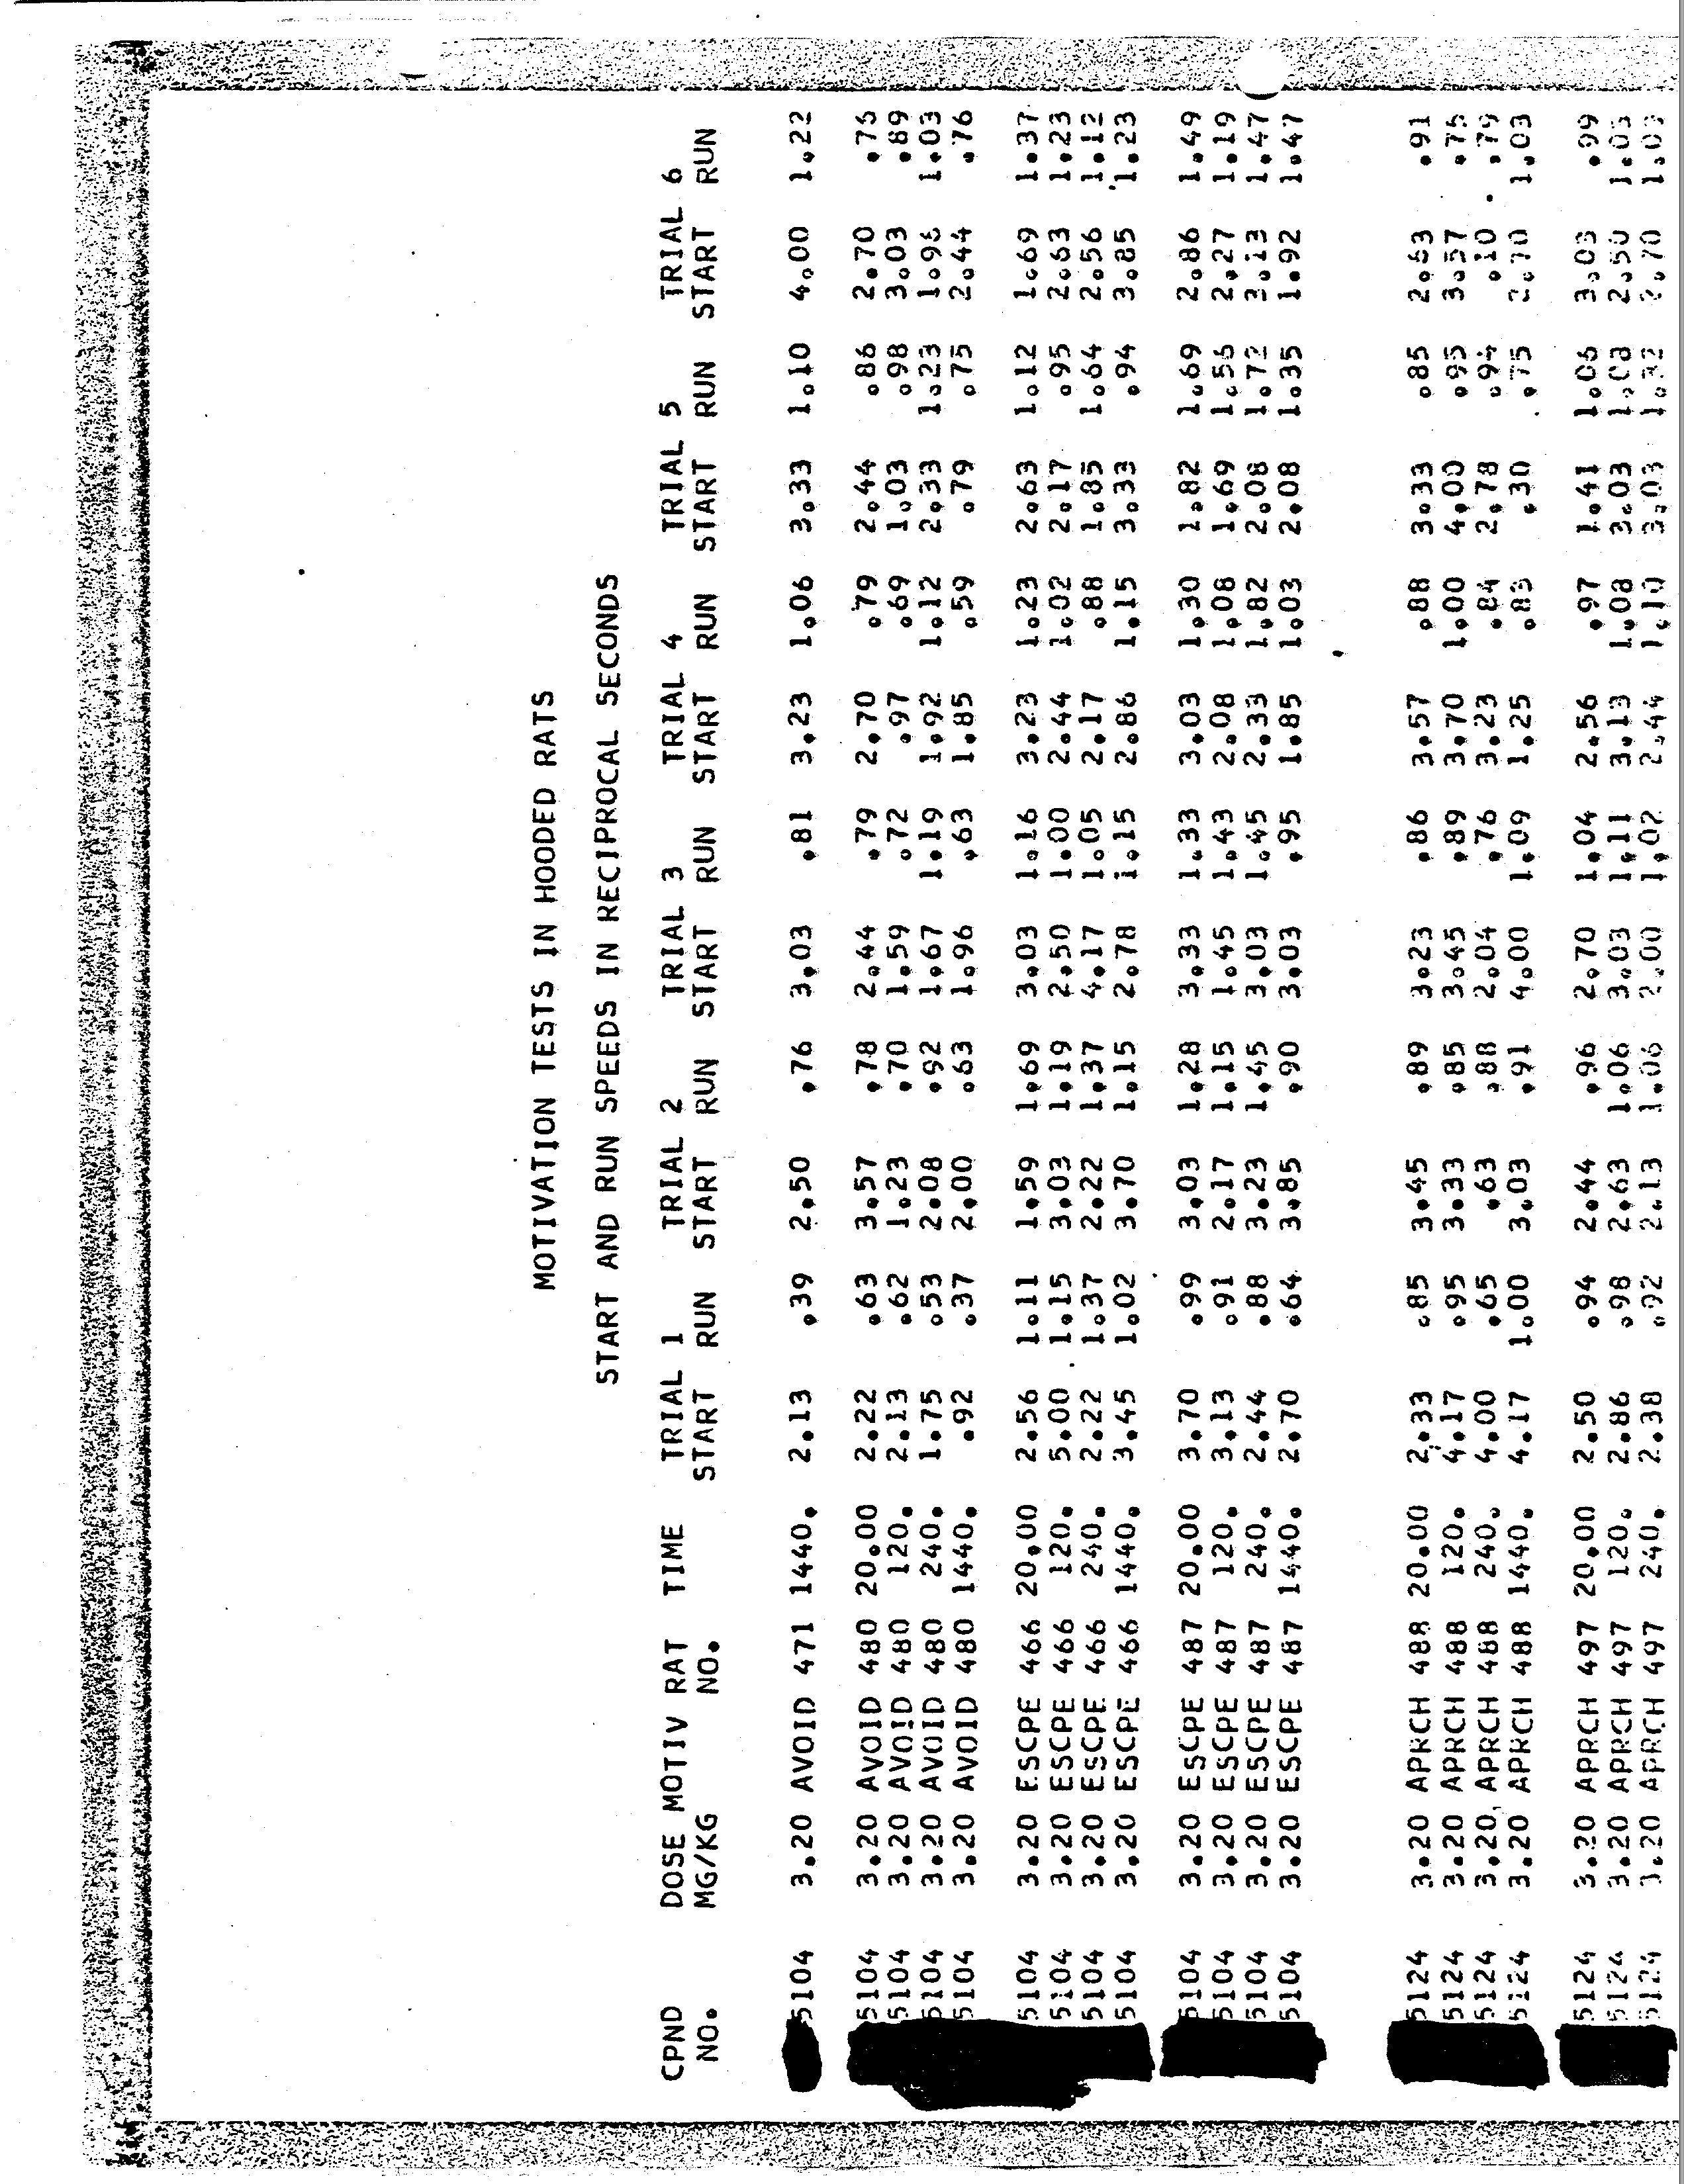 MOTIVATION TESTS IN HOODED RATS
START AND RUN SPEEDS IN RECIPROCAL SECONDS
CPND DOSE MOTIV RAT TIME TRIAL 1 TRIAL 2 TRIAL 3 TRIAL 4 TRIAL 5 TRIAL 6
NO. MG/KG NO. START RUN START RUN START RUN START RUN START RUN START RUN
5104 3.20 AVOID 471 1440. 2.13 .39 2.50 .76 3.03 .81 3.23 1.06 3.33 1.10 4.00 1.22
5104 3.20 AVOID 480 20.00 2.22 .63 3.57 .78 2.44 .79 2.70 .79 2.44 .86 2.70 .75
5104 3.20 AVOID 480 120. 2.13 .62 1.23 .70 1.59 .72 .97 .69 1.03 .98 3.03 .89
5104 3.20 AVOID 480 240. 1.75 .53 2.08 .92 1.67 1.19 1.92 1.12 2.33 1.23 1.96 1.03
5104 3.20 AVOID 480 1440. .92 .37 2.00 .63 1.96 .63 1.85 .59 .79 .75 2.44 .76
5104 3.20 ESCPE 466 20.00 2.56 1.11 1.59 1.69 3.03 1.16 3.23 1.23 2.63 1.12 1.69 1.37
5104 3.20 ESCPE 466 120. 5.00 1.15 3.03 1.19 2.50 1.00 2.44 1.02 2.17 .95 2.63 1.23
5104 3.20 ESCPE 466 240. 2.22 1.37 2.22 1.37 4.17 1.05 2.17 .88 1.85 1.64 2.56 1.12
5104 3.20 ESCPE 466 1440. 3.45 1.02 3.70 1.15 2.78 1.15 2.86 1.15 3.33 .94 3.85 1.23
5104 3.20 ESCPE 487 20.00 3.70 .99 3.03 1.28 3.33 1.33 3.03 1.30 1.82 1.69 2.86 1.49
5104 3.20 ESCPE 487 120. 3.13 .91 2.17 1.15 1.45 1.43 2.08 1.08 1.69 1.56 2.27 1.19
5104 3.20 ESCPE 487 240. 2.44 .88 3.23 1.45 3.03 1.45 2.33 1.82 2.08 1.72 3.13 1.47
5104 3.20 ESCPE 487 1440. 2.70 .64 3.85 .90 3.03 .95 1.85 1.03 2.08 1.35 1.92 1.47
5124 3.20 APRCH 488 20.00 2.33 .85 3.45 .89 3.23 .86 3.57 .88 3.33 .85 2.63 .91
5124 3.20 APRCH 488 120. 4.17 .95 3.33 .85 3.45 .89 3.70 1.00 4.00 .95 3.57 .75
5124 3.20 APRCH 488 240. 4.00 .65 .63 .88 2.04 .76 3.23 .84 2.78 .94 .10 .79
5124 3.20 APRCH 488 1440. 4.17 1.00 3.03 .91 4.00 1.09 1.25 .83 .30 .75 2.70 1.03
5124 3.20 APRCH 497 20.00 2.50 .94 2.44 .96 2.70 1.04 2.56 .97 1.41 1.06 3.03 .99
5124 3.20 APRCH 497 120. 2.86 .98 2.63 1.06 3.03 1.11 3.13 1.08 3.03 1.08 2.50
5124 3.20 APRCH 497 240. 2.38 .92 2.13 1.06 1.02 2.44 1.10 3.03 2.70